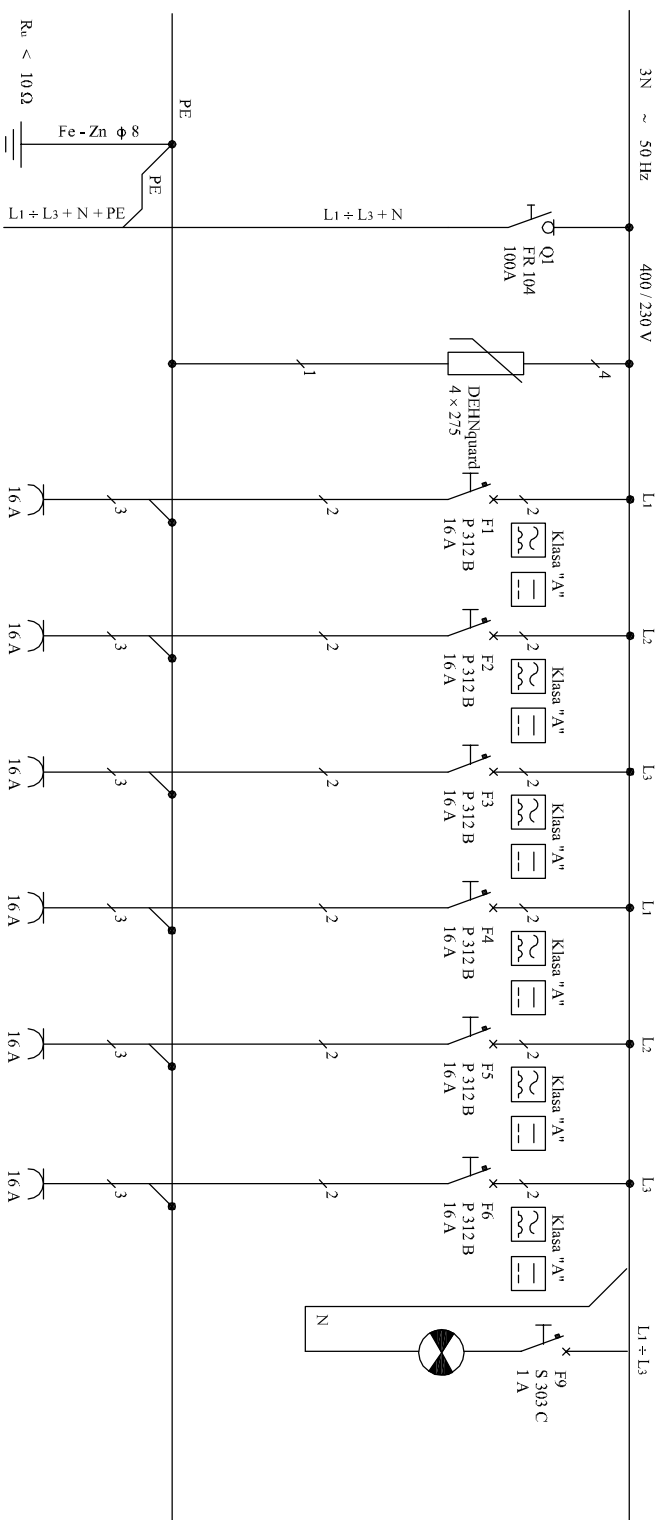 3N ~ 50 Hz 400 / 230 V
L1
L2
L3
L1
L2
L3
L1 ÷ L3
Q1
FR 104
100A
L1 ÷ L3 + N
L1 ÷ L3 + N + PE
PE
PE
Fe - Zn ϕ 8
Ru < 10 Ω
4
DEHNquard
4 × 275
1
2
Klasa "A"
F1
P 312 B
16 A
2
3
16 A
2
Klasa "A"
F2
P 312 B
16 A
2
3
16 A
2
Klasa "A"
F3
P 312 B
16 A
2
3
16 A
2
Klasa "A"
F4
P 312 B
16 A
2
3
16 A
2
Klasa "A"
F5
P 312 B
16 A
2
3
16 A
2
Klasa "A"
F6
P 312 B
16 A
2
3
16 A
F9
S 303 C
1 A
N